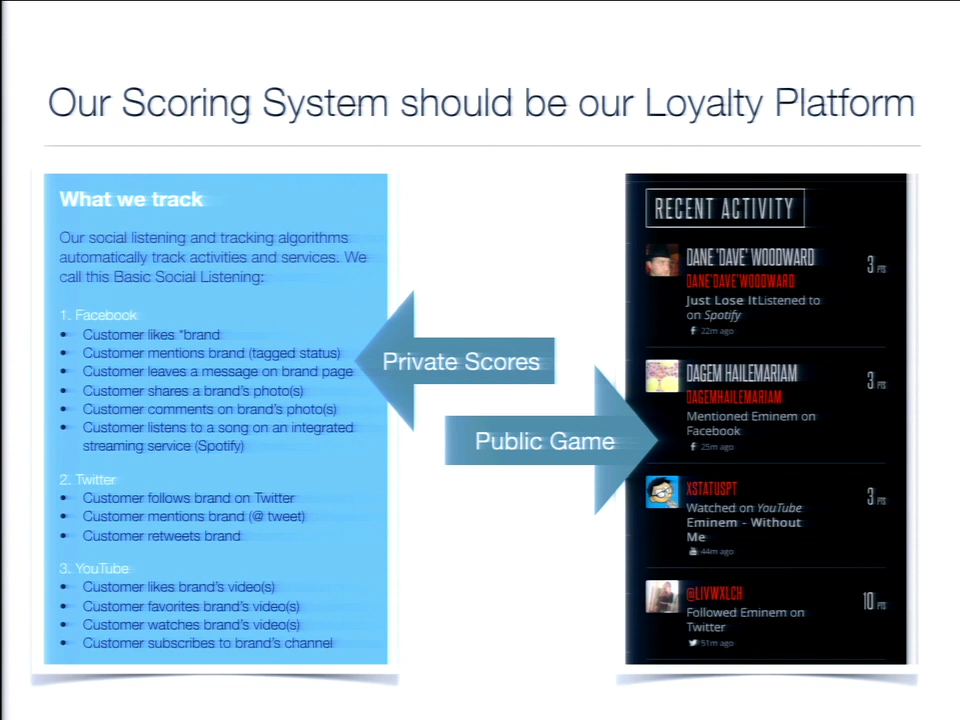 Our Scoring System should be our Loyalty Platform
What we track
Our social listening and tracking algorithms
automatically track activities and services. We
call this Basic Social Listening:
1. Facebook
• Customer likes "brand
• Customer mentions brand (tagged status)
• Customer leaves a message on brand page
• Customer shares a brand's photo(s)
• Customer comments on brand's photo(s)
• Customer listens to a song on an integrated
streaming service (Spotify)
2. Twitter
• Customer follows brand on Twitter
• Customer mentions brand (@ tweet)
• Customer retweets brand
3. YouTube
• Customer likes brand's video(s)
• Customer favorites brand's video(s)
• Customer watches brand's video(s)
• Customer subscribes to brand's channel
Private Scores
Public Game
RECENT ACTIVITY
DANE 'DAVE' WOODWARD
3 PTS
DANE'DAVE'WOODWARD
Just Lose ItListened to
on Spotify
22m ago
DAGEM HAILEMARIAM
3 PTS
DAGEMHAILEMARIAM
Mentioned Eminem on
Facebook
25m ago
XSTATUSPT
3 PTS
Watched on YouTube
Eminem - Without
Me
44m ago
@LIVWXLCH
10 PTS
Followed Eminem on
Twitter
51m ago